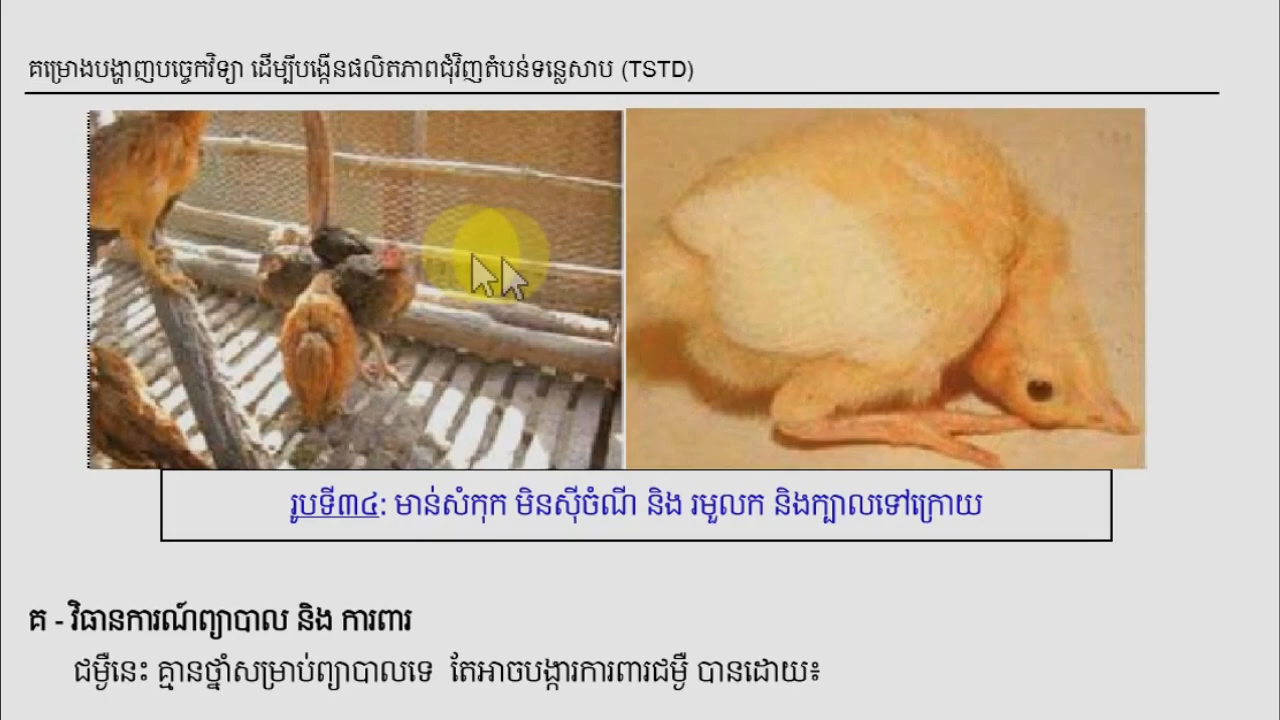 គម្រោងបង្ហាញបច្ចេកវិទ្យា ដើម្បីបង្កើនផលិតភាពជុំវិញតំបន់ទន្លេសាប (TSTD)
រូបទី៣៤: មាន់សំកុក មិនស៊ីចំណី និង រមួលក និងក្បាលទៅក្រោយ
គ - វិធានការណ៍ព្យាបាល និង ការពារ
ជម្ងឺនេះ គ្មានថ្នាំសម្រាប់ព្យាបាលទេ តែអាចបង្ការការពារជម្ងឺ បានដោយ៖